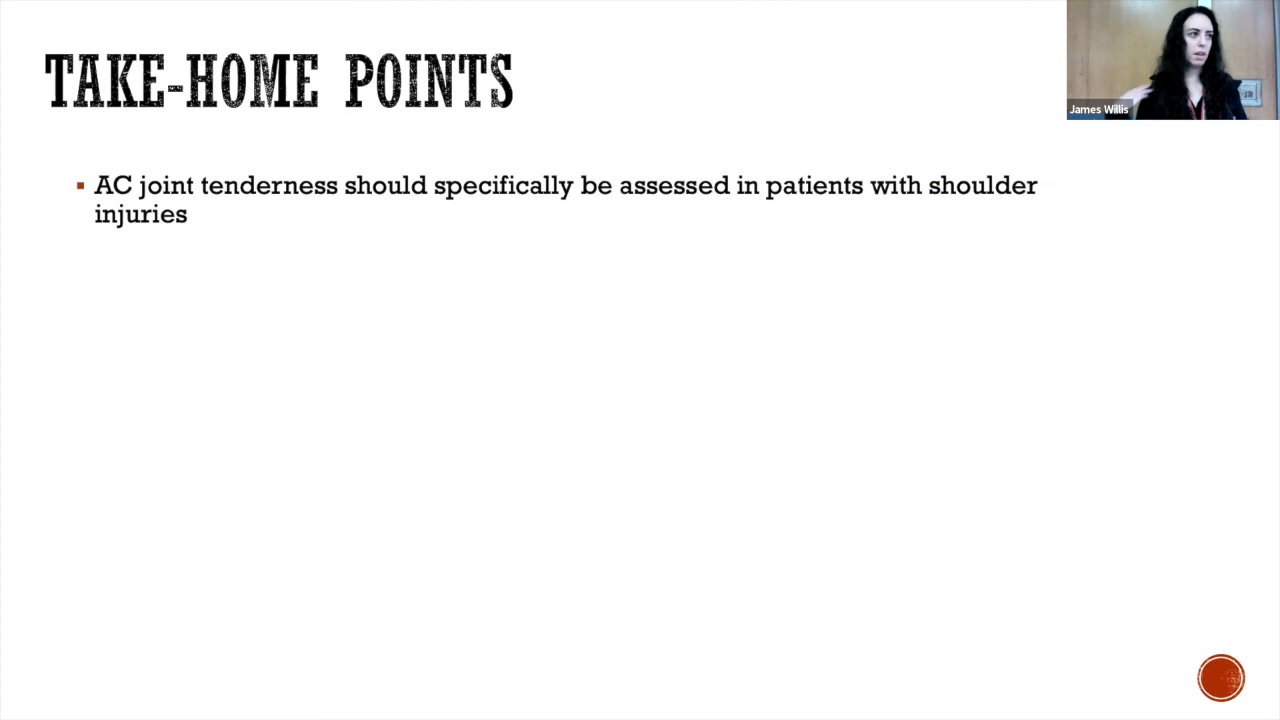 TAKE-HOME POINTS
James Willis
▪ AC joint tenderness should specifically be assessed in patients with shoulder
injuries